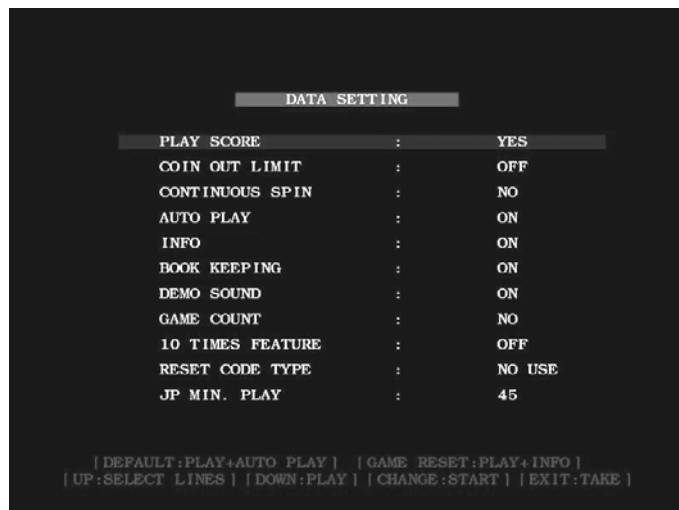 DATA SETTING
PLAY SCORE : YES
COIN OUT LIMIT : OFF
CONTINUOUS SPIN : NO
AUTO PLAY : ON
INFO : ON
BOOK KEEPING : ON
DEMO SOUND : ON
GAME COUNT : NO
10 TIMES FEATURE : OFF
RESET CODE TYPE : NO USE
JP MIN. PLAY : 45
[DEFAULT:PLAY+AUTO PLAY] [GAME RESET:PLAY+INFO]
[UP:SELECT LINES] [DOWN:PLAY] [CHANGE:START] [EXIT:TAKE]